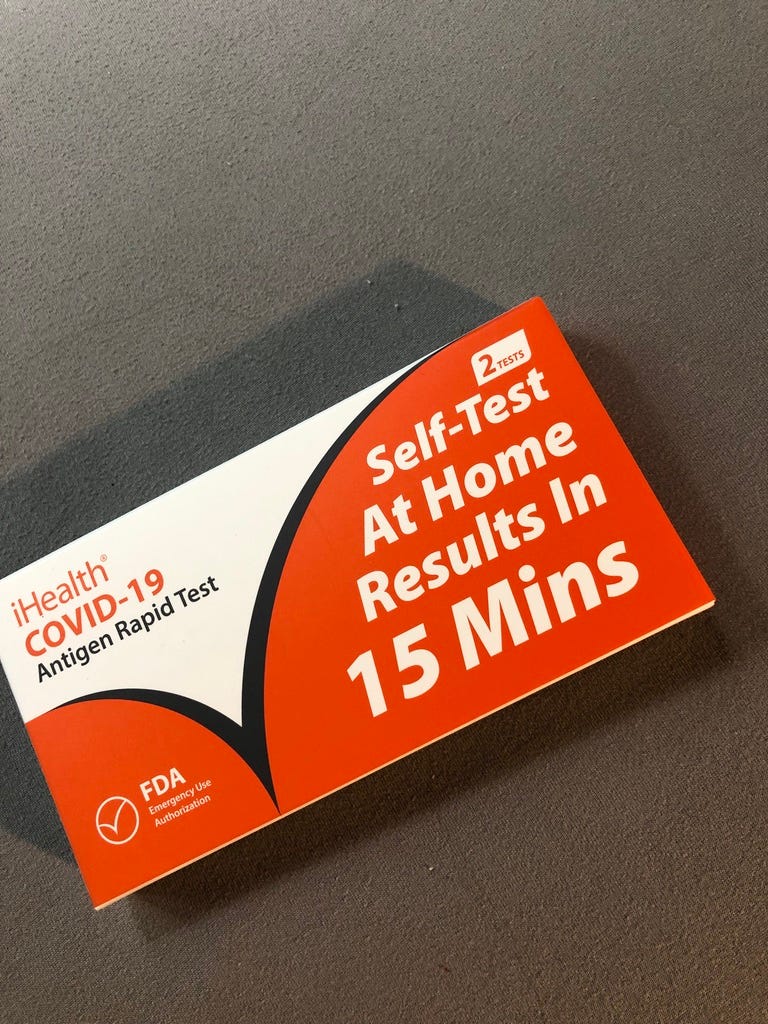 iHealth®
COVID-19
Antigen Rapid Test
FDA
Emergency Use
Authorization
2 TESTS
Self-Test
At Home
Results In
15 Mins